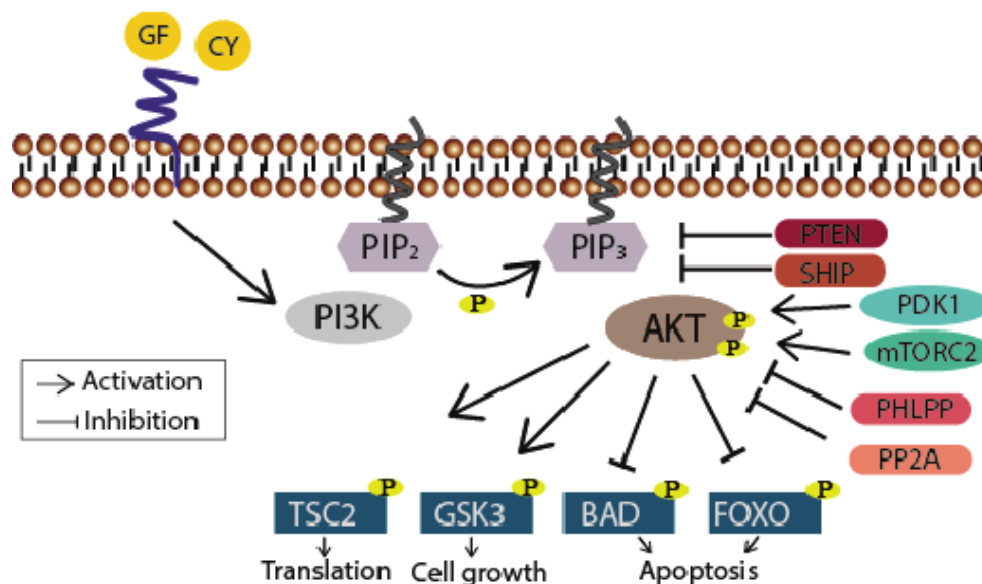 GF
CY
PIP₂
PIP₃
P
PI3K
AKT
P
P
PTEN
SHIP
PDK1
mTORC2
PHLPP
PP2A
Activation
Inhibition
TSC2
P
GSK3
P
BAD
P
FOXO
P
Translation
Cell growth
Apoptosis